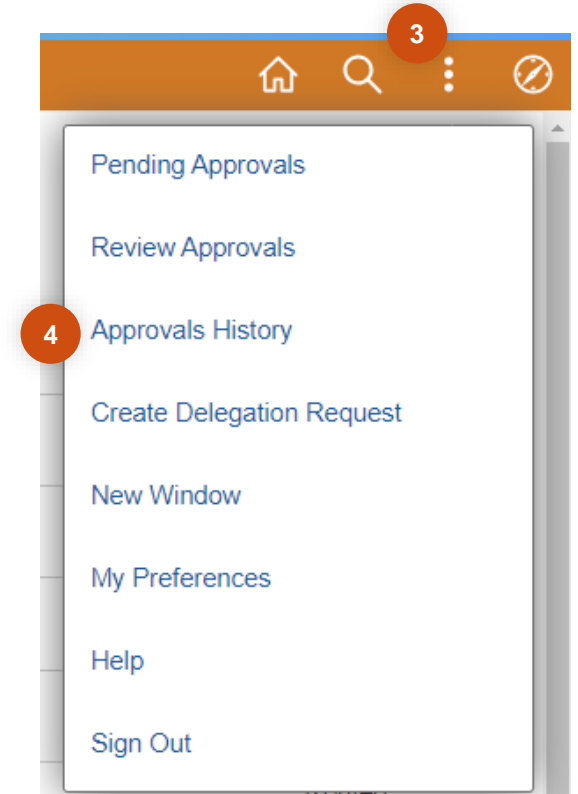 3
Pending Approvals
Review Approvals
4
Approvals History
Create Delegation Request
New Window
My Preferences
Help
Sign Out